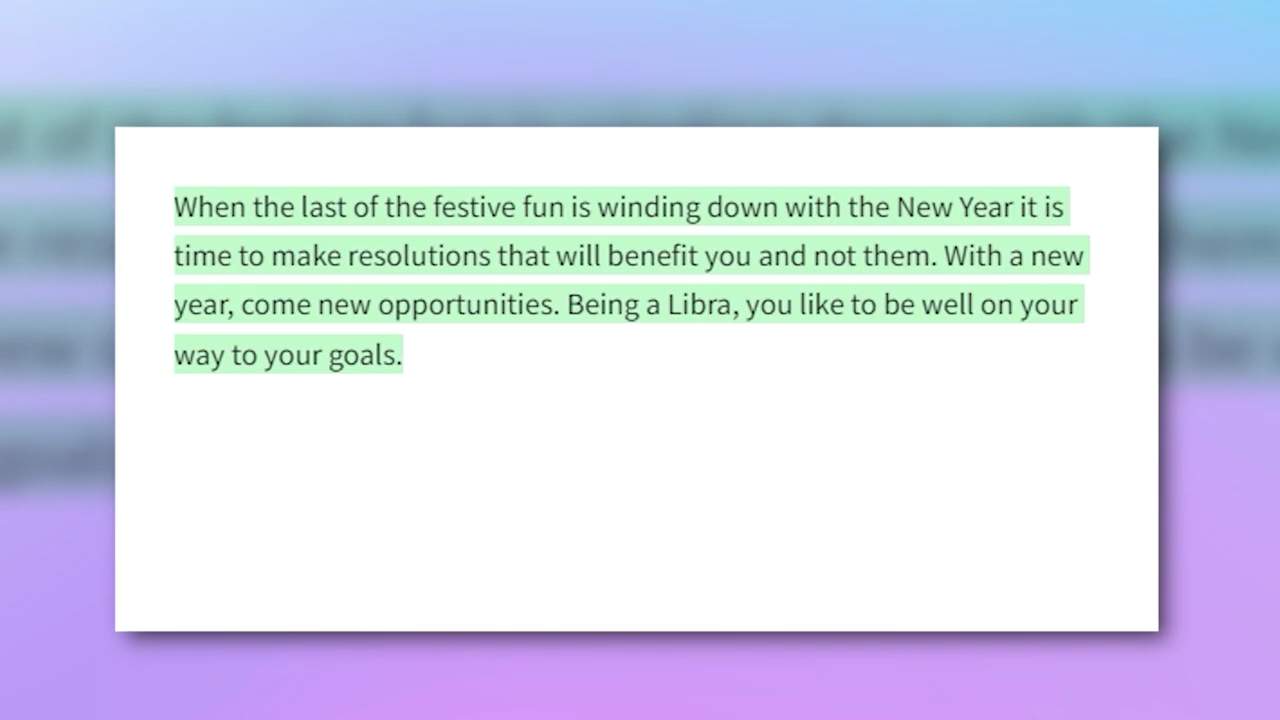 When the last of the festive fun is winding down with the New Year it is
time to make resolutions that will benefit you and not them. With a new
year, come new opportunities. Being a Libra, you like to be well on your
way to your goals.